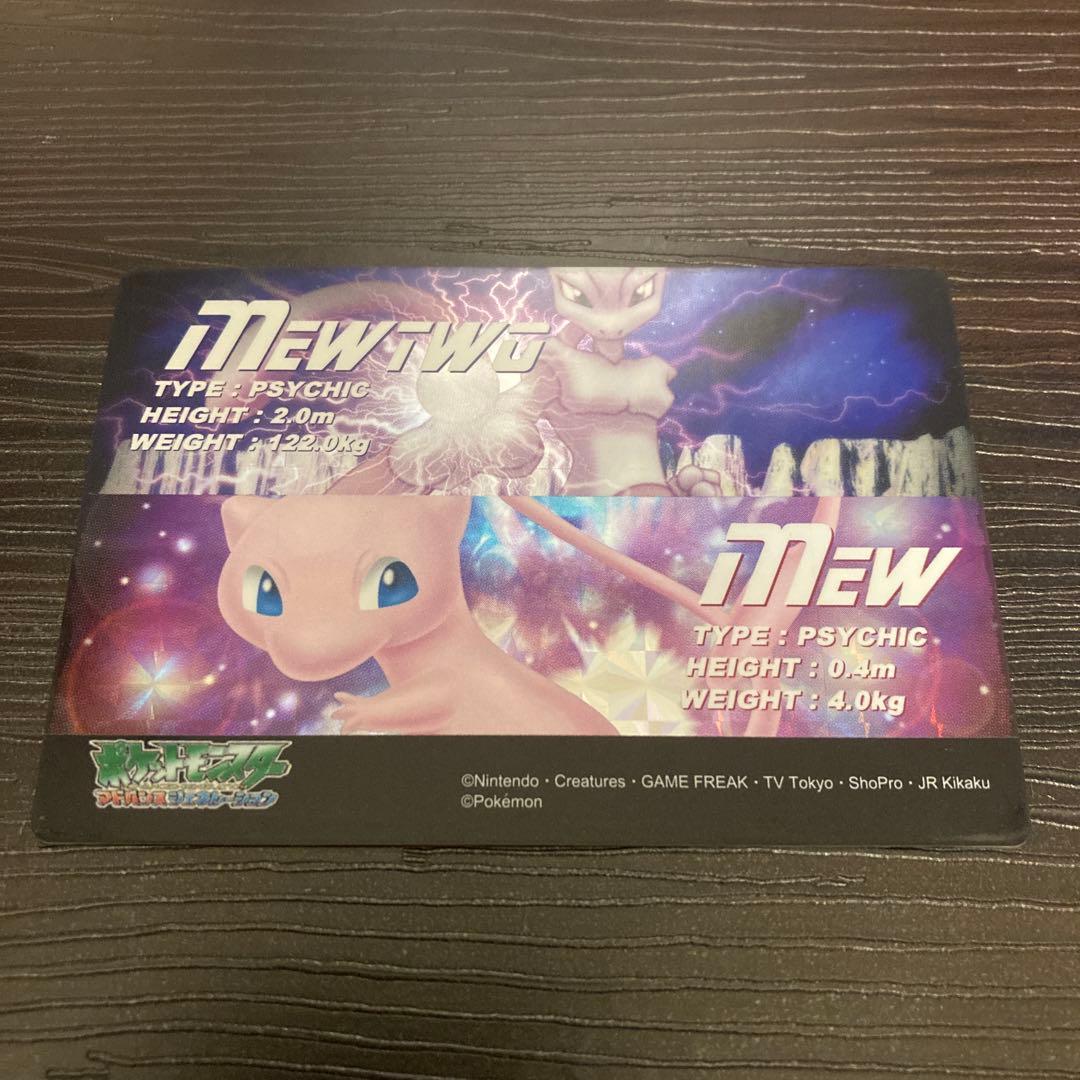 MEWTWO
TYPE : PSYCHIC
HEIGHT : 2.0m
WEIGHT : 122.0kg
MEW
TYPE : PSYCHIC
HEIGHT : 0.4m
WEIGHT : 4.0kg
ポケットモンスター
アドバンスジェネレーション
©Nintendo・Creatures・GAME FREAK・TV Tokyo・ShoPro・JR Kikaku
©Pokémon